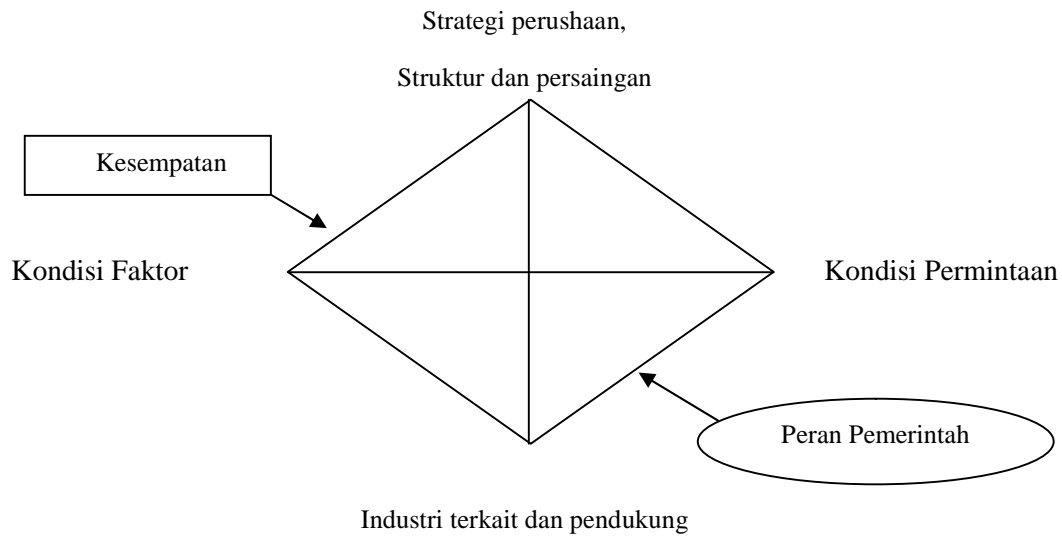 Strategi perushaan,
Struktur dan persaingan
Kesempatan
Kondisi Faktor
Kondisi Permintaan
Peran Pemerintah
Industri terkait dan pendukung